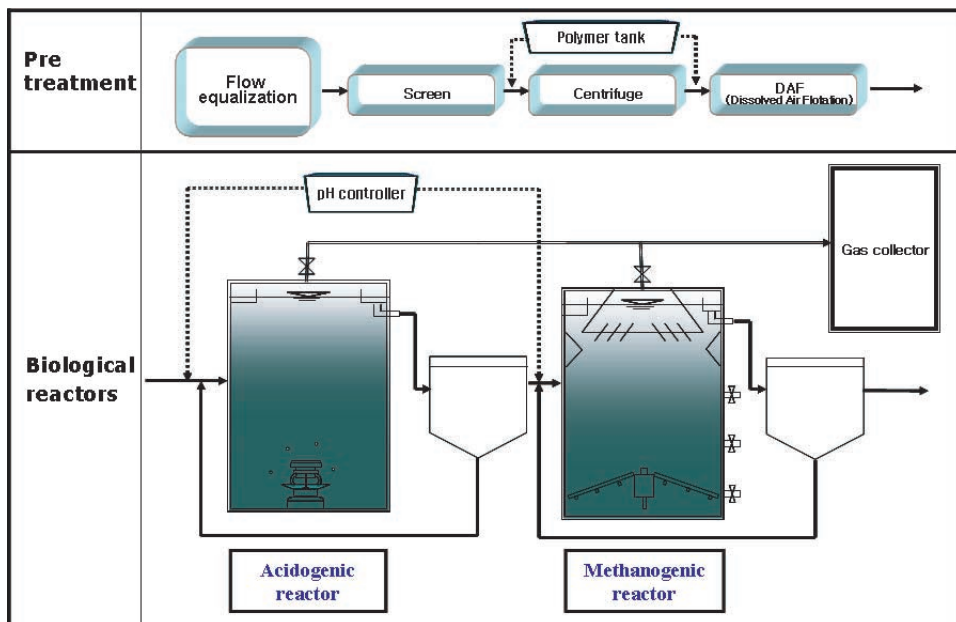 Pre
treatment
Polymer tank
Flow
equalization
Screen
Centrifuge
DAF
(Dissolved Air Flotation)
Biological
reactors
pH controller
Gas collector
Acidogenic
reactor
Methanogenic
reactor